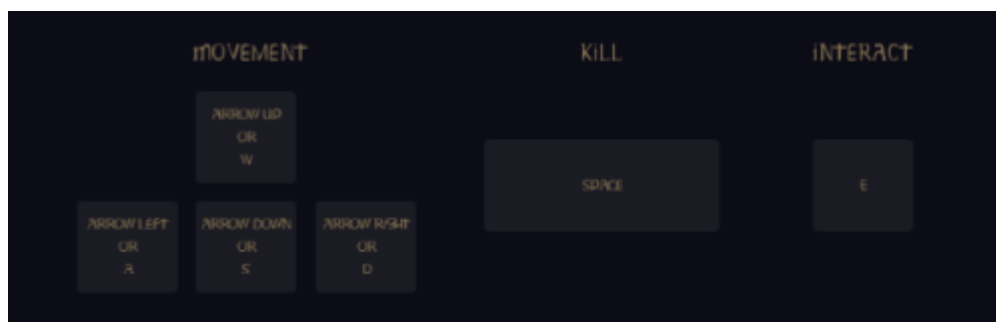 mOVEMENT
KiLL
iNTERACT
ARROW UP
OR
W
SPACE
E
ARROW LEFT
OR
A
ARROW DOWN
OR
S
ARROW RIGHT
OR
D